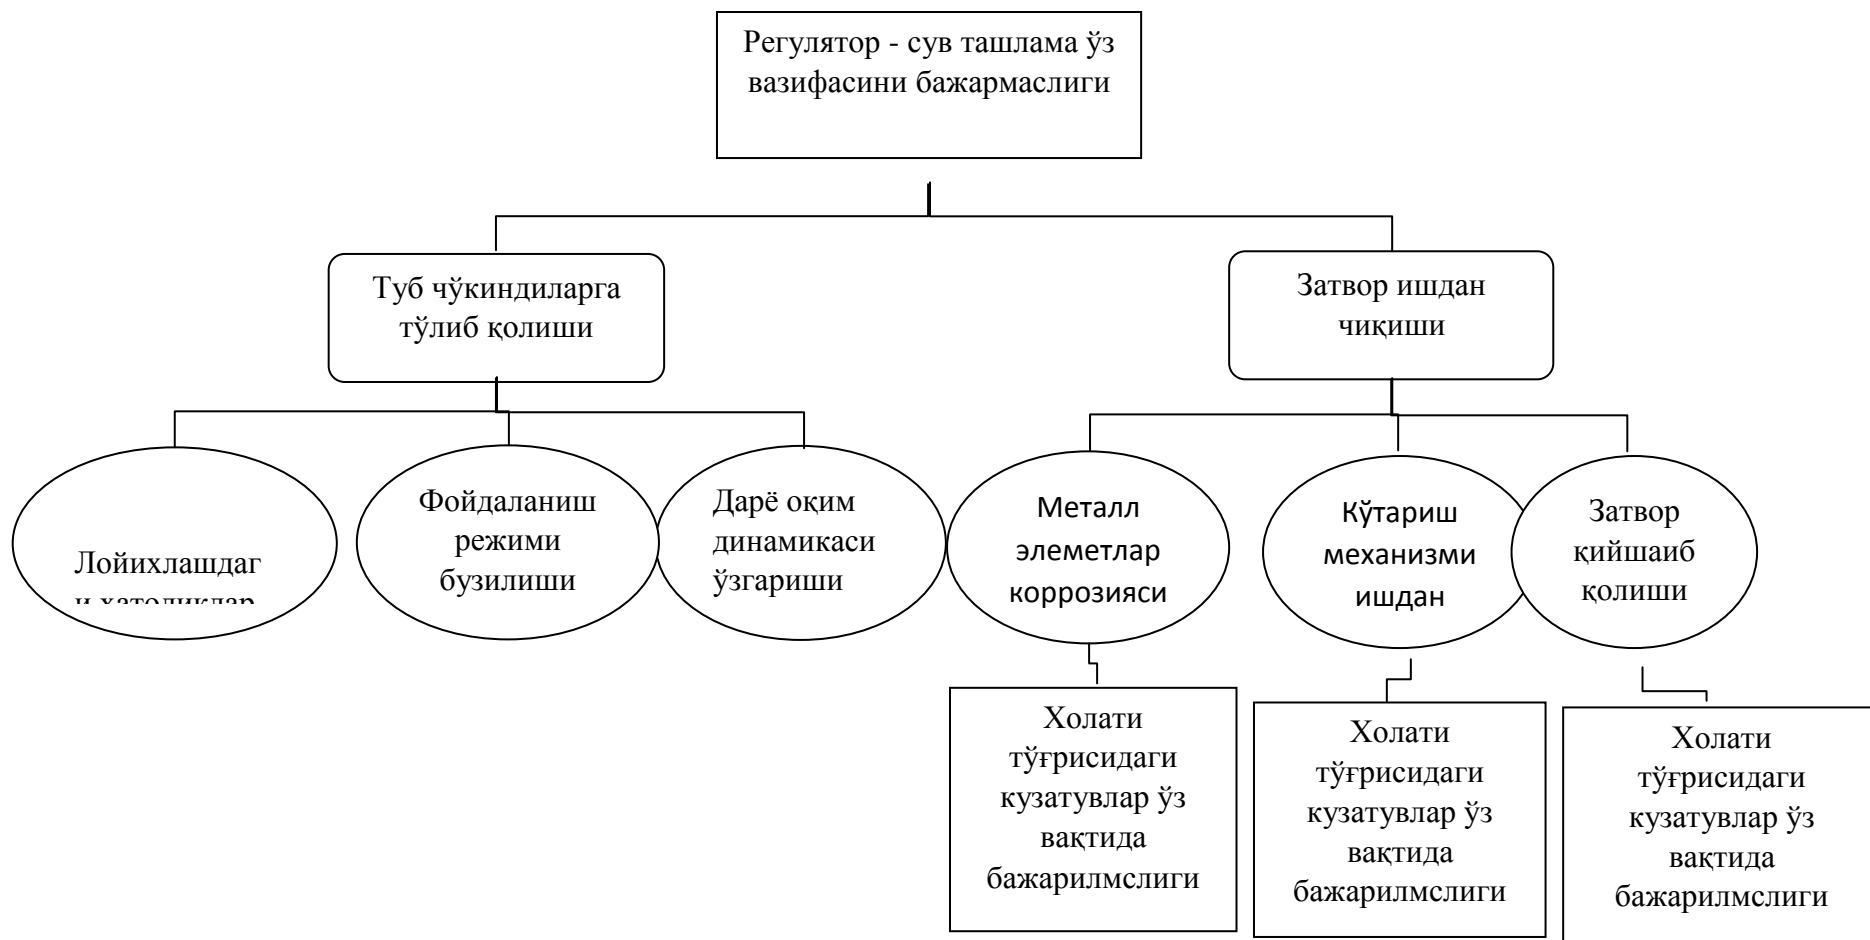 Регулятор - сув ташлама ўз
вазифасини бажармаслиги
Туб чўкиндиларга
тўлиб қолиши
Затвор ишдан
чиқиши
Лойихлашдаг
и хатоликлар
Фойдаланиш
режими
бузилиши
Дарё оқим
динамикаси
ўзгариши
Металл
элеметлар
коррозияси
Кўтариш
механизми
ишдан
Затвор
қийшаиб
қолиши
Холати
тўғрисидаги
кузатувлар ўз
вақтида
бажарилмслиги
Холати
тўғрисидаги
кузатувлар ўз
вақтида
бажарилмслиги
Холати
тўғрисидаги
кузатувлар ўз
вақтида
бажарилмслиги